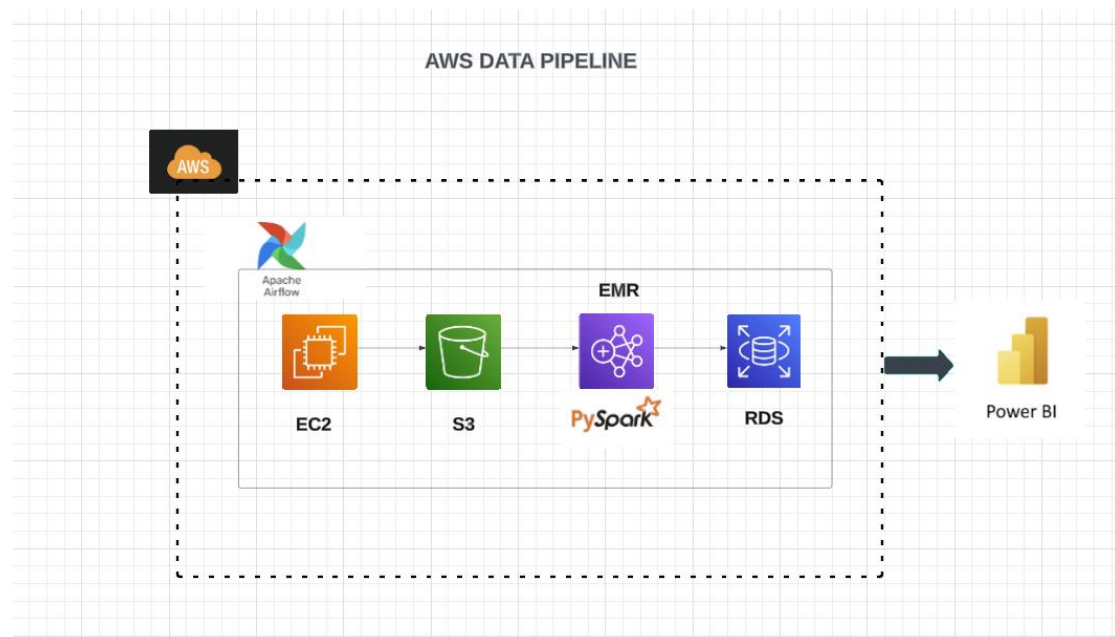 AWS DATA PIPELINE
AWS
Apache
Airflow
EMR
EC2
S3
PySpark
RDS
Power BI